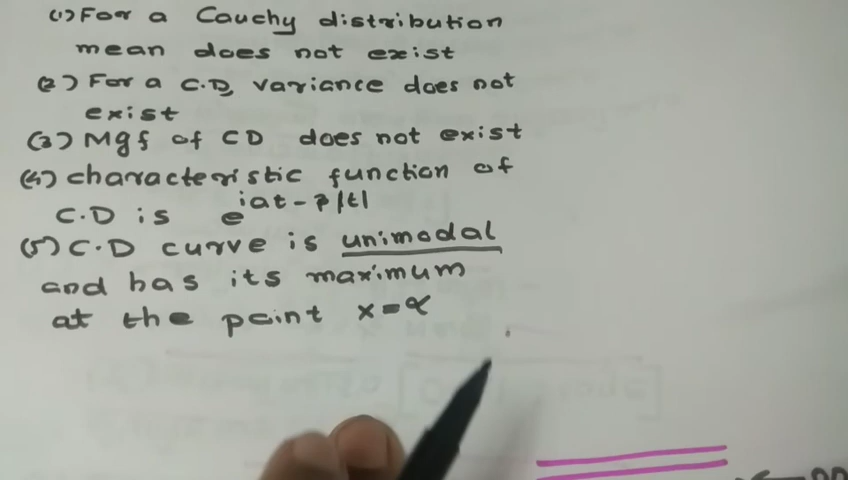 (1) For a Cauchy distribution
mean does not exist
(2) For a C.D, variance does not
exist
(3) Mgf of CD does not exist
(4) characteristic function of
C.D is e^{iat-β|t|}
(5) C.D curve is unimodal
and has its maximum
at the point x=α